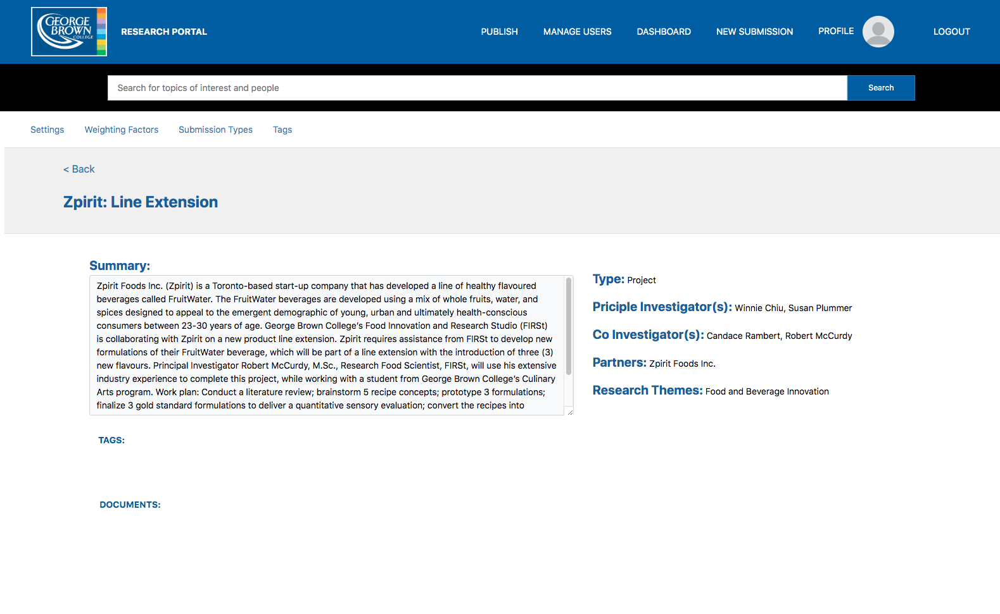 GEORGE
BROWN
COLLEGE
RESEARCH PORTAL
PUBLISH
MANAGE USERS
DASHBOARD
NEW SUBMISSION
PROFILE
LOGOUT
Search for topics of interest and people
Search
Settings
Weighting Factors
Submission Types
Tags
< Back
Zpirit: Line Extension
Summary:
Zpirit Foods Inc. (Zpirit) is a Toronto-based start-up company that has developed a line of healthy flavoured
beverages called FruitWater. The FruitWater beverages are developed using a mix of whole fruits, water, and
spices designed to appeal to the emergent demographic of young, urban and ultimately health-conscious
consumers between 23-30 years of age. George Brown College’s Food Innovation and Research Studio (FIRSt)
is collaborating with Zpirit on a new product line extension. Zpirit requires assistance from FIRSt to develop new
formulations of their FruitWater beverage, which will be part of a line extension with the introduction of three (3)
new flavours. Principal Investigator Robert McCurdy, M.Sc., Research Food Scientist, FIRSt, will use his extensive
industry experience to complete this project, while working with a student from George Brown College’s Culinary
Arts program. Work plan: Conduct a literature review; brainstorm 5 recipe concepts; prototype 3 formulations;
finalize 3 gold standard formulations to deliver a quantitative sensory evaluation; convert the recipes into
Type: Project
Priciple Investigator(s): Winnie Chiu, Susan Plummer
Co Investigator(s): Candace Rambert, Robert McCurdy
Partners: Zpirit Foods Inc.
Research Themes: Food and Beverage Innovation
TAGS:
DOCUMENTS: